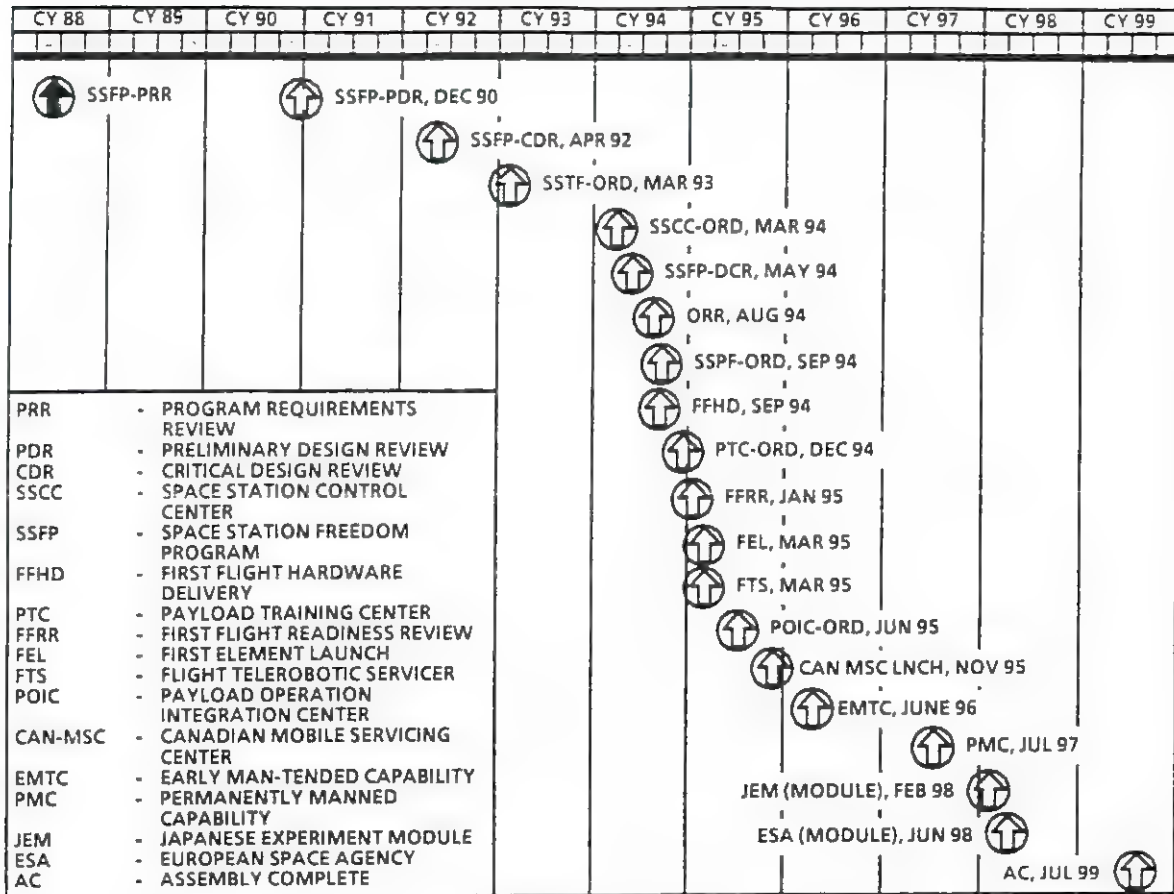 CY 88 CY 89 CY 90 CY 91 CY 92 CY 93 CY 94 CY 95 CY 96 CY 97 CY 98 CY 99
SSFP-PRR SSFP-PDR, DEC 90
SSFP-CDR, APR 92
SSTF-ORD, MAR 93
SSCC-ORD, MAR 94
SSFP-DCR, MAY 94
ORR, AUG 94
SSPF-ORD, SEP 94
FFHD, SEP 94
PTC-ORD, DEC 94
FFRR, JAN 95
FEL, MAR 95
FTS, MAR 95
POIC-ORD, JUN 95
CAN MSC LNCH, NOV 95
EMTC, JUNE 96
PMC, JUL 97
JEM (MODULE), FEB 98
ESA (MODULE), JUN 98
AC, JUL 99
PRR - PROGRAM REQUIREMENTS
REVIEW
PDR - PRELIMINARY DESIGN REVIEW
CDR - CRITICAL DESIGN REVIEW
SSCC - SPACE STATION CONTROL
CENTER
SSFP - SPACE STATION FREEDOM
PROGRAM
FFHD - FIRST FLIGHT HARDWARE
DELIVERY
PTC - PAYLOAD TRAINING CENTER
FFRR - FIRST FLIGHT READINESS REVIEW
FEL - FIRST ELEMENT LAUNCH
FTS - FLIGHT TELEROBOTIC SERVICER
POIC - PAYLOAD OPERATION
INTEGRATION CENTER
CAN-MSC - CANADIAN MOBILE SERVICING
CENTER
EMTC - EARLY MAN-TENDED CAPABILITY
PMC - PERMANENTLY MANNED
CAPABILITY
JEM - JAPANESE EXPERIMENT MODULE
ESA - EUROPEAN SPACE AGENCY
AC - ASSEMBLY COMPLETE